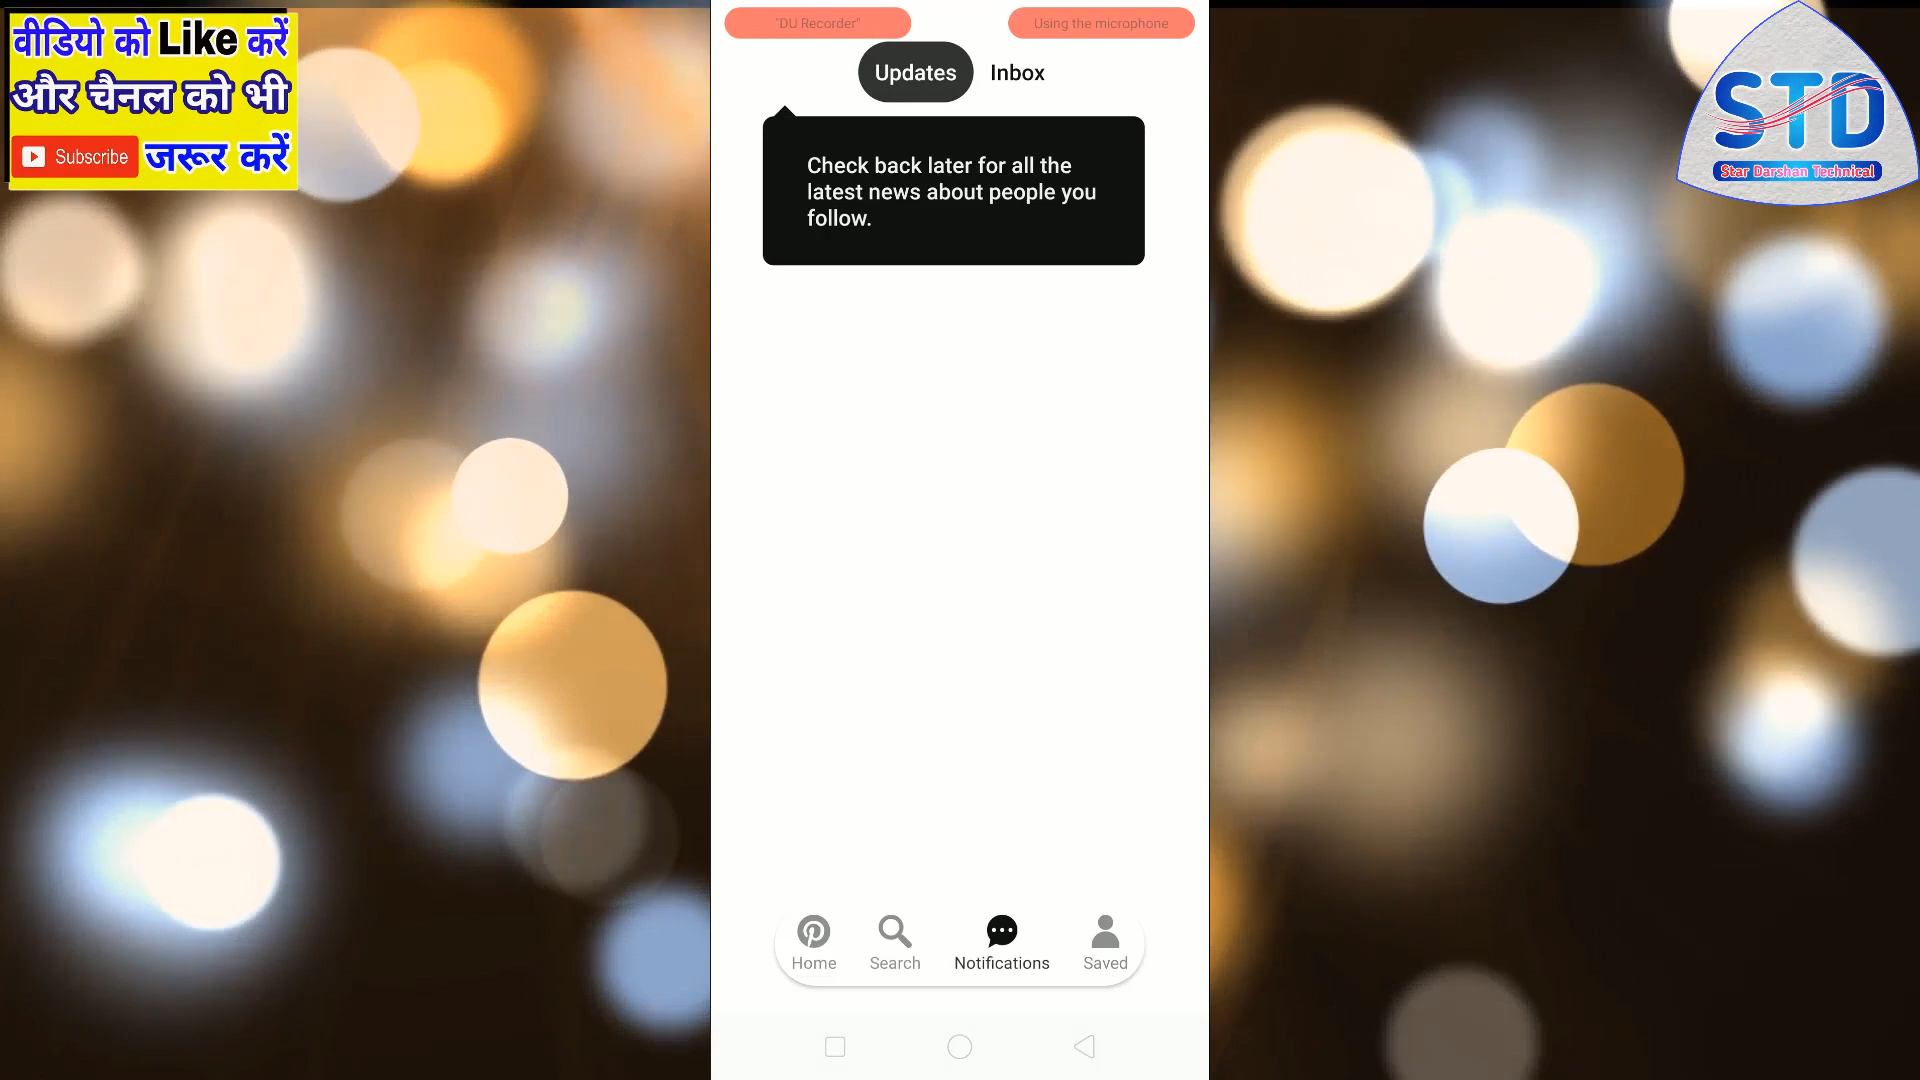 वीडियो को Like करें
और चैनल को भी
Subscribe जरूर करें
"DU Recorder"
Using the microphone
Updates
Inbox
Check back later for all the
latest news about people you
follow.
STD
Star Darshan Technical
Home
Search
Notifications
Saved